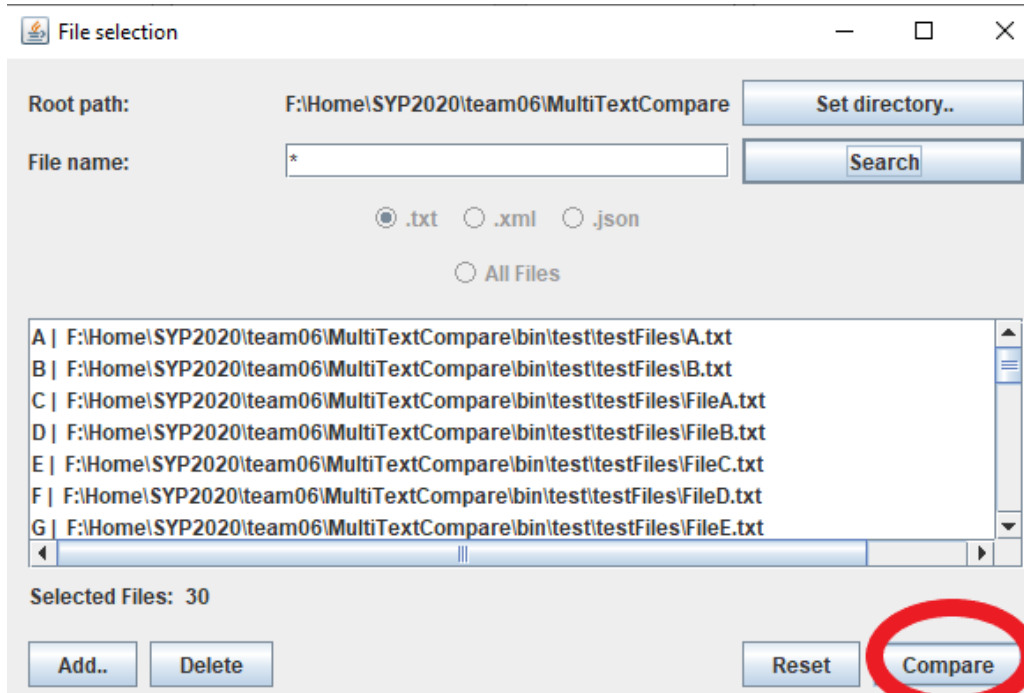 File selection
Root path: F:\Home\SYP2020\team06\MultiTextCompare Set directory..
File name: * Search
.txt .xml .json
All Files
A | F:\Home\SYP2020\team06\MultiTextCompare\bin\test\testFiles\A.txt
B | F:\Home\SYP2020\team06\MultiTextCompare\bin\test\testFiles\B.txt
C | F:\Home\SYP2020\team06\MultiTextCompare\bin\test\testFiles\FileA.txt
D | F:\Home\SYP2020\team06\MultiTextCompare\bin\test\testFiles\FileB.txt
E | F:\Home\SYP2020\team06\MultiTextCompare\bin\test\testFiles\FileC.txt
F | F:\Home\SYP2020\team06\MultiTextCompare\bin\test\testFiles\FileD.txt
G | F:\Home\SYP2020\team06\MultiTextCompare\bin\test\testFiles\FileE.txt
Selected Files: 30
Add.. Delete Reset Compare